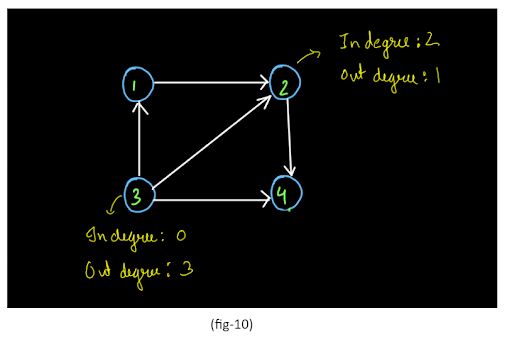 In degree : 2
Out degree : 1
1
2
3
4
In degree : 0
Out degree : 3
(fig-10)